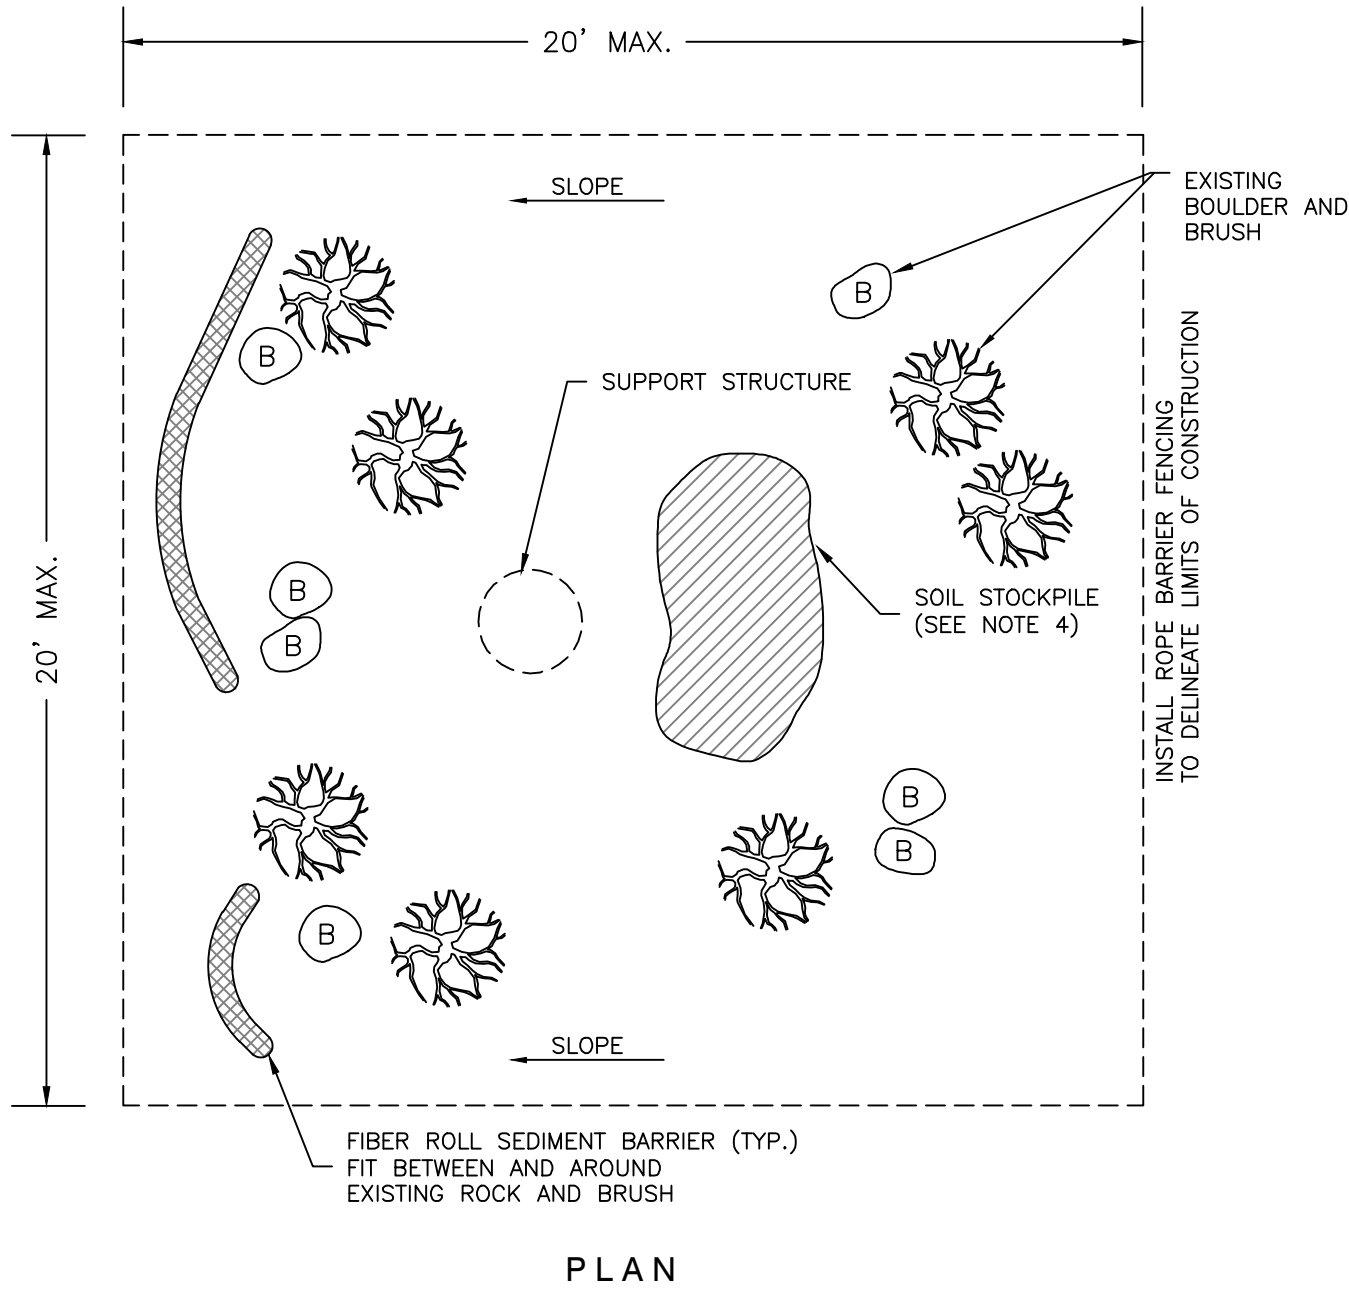 20' MAX.
SLOPE
EXISTING
BOULDER AND
BRUSH
B
B
SUPPORT STRUCTURE
INSTALL ROPE BARRIER FENCING
TO DELINEATE LIMITS OF CONSTRUCTION
20' MAX.
B
B
SOIL STOCKPILE
(SEE NOTE 4)
B
B
B
SLOPE
FIBER ROLL SEDIMENT BARRIER (TYP.)
FIT BETWEEN AND AROUND
EXISTING ROCK AND BRUSH
PLAN